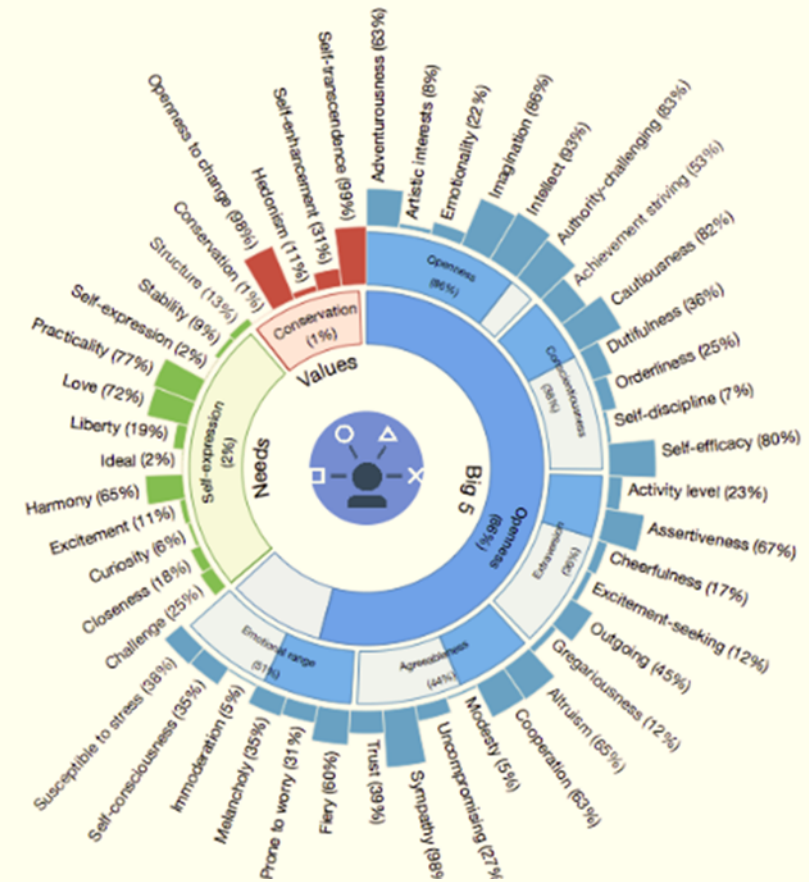 Adventurousness (63%)
Artistic interests (8%)
Emotionality (22%)
Imagination (86%)
Intellect (93%)
Authority-challenging (83%)
Achievement striving (53%)
Cautiousness (82%)
Dutifulness (36%)
Orderliness (25%)
Self-discipline (7%)
Self-efficacy (80%)
Activity level (23%)
Assertiveness (67%)
Cheerfulness (17%)
Excitement-seeking (12%)
Outgoing (45%)
Gregariousness (12%)
Altruism (65%)
Cooperation (63%)
Modesty (5%)
Uncompromising (27%
Sympathy (98%
Trust (39%)
Fiery (60%)
Prone to worry (31%)
Melancholy (35%)
Immoderation (5%)
Self-consciousness (35%)
Susceptible to stress (38%)
Challenge (25%)
Closeness (18%)
Curiosity (6%)
Excitement (11%)
Harmony (65%)
Ideal (2%)
Liberty (19%)
Love (72%)
Practicality (77%)
Self-expression (2%)
Stability (9%)
Structure (13%)
Conservation (1%)
Openness to change (98%)
Hedonism (11%)
Self-enhancement (31%)
Self-transcendence (99%)
Openness
(86%)
Conscientiousness
(36%)
Extraversion
(36%)
Agreeableness
(44%)
Emotional range
(51%)
Self-expression
(2%)
Conservation
(1%)
Openness
(86%)
Values
Needs
Big 5